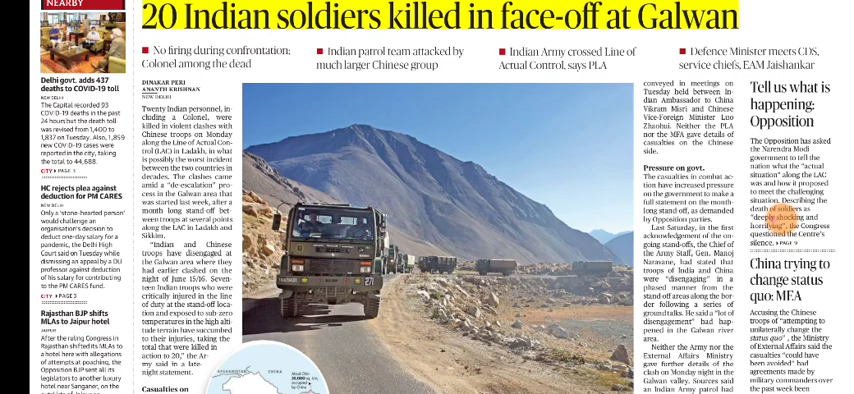 NEARBY
Delhi govt. adds 437
deaths to COVID-19 toll
NEW DELHI
The Capital recorded 93
COVID-19 deaths in the past
24 hours but the death toll
was revised from 1,400 to
1,837 on Tuesday. Also, 1,859
new COVID-19 cases were
reported in the city, taking
the total to 44,688.
CITY PAGE 3
HC rejects plea against
deduction for PM CARES
NEW DELHI
Only a 'stone-hearted person'
would challenge an
organisation's decision to
deduct one-day salary for a
pandemic, the Delhi High
Court said on Tuesday while
dismissing an appeal by a DU
professor against deduction
of his salary for contributing
to the PM CARES fund.
CITY PAGE 3
Rajasthan BJP shifts
MLAs to Jaipur hotel
JAIPUR
After the ruling Congress in
Rajasthan shifted its MLAs to
a hotel here with allegations
of attempts at poaching, the
Opposition BJP sent all its
legislators to another luxury
hotel near Sanganer, on the
20 Indian soldiers killed in face-off at Galwan
No firing during confrontation;
Colonel among the dead
Indian patrol team attacked by
much larger Chinese group
Indian Army crossed Line of
Actual Control, says PLA
Defence Minister meets CDS,
service chiefs, EAM Jaishankar
DINAKAR PERI
ANANTH KRISHNAN
NEW DELHI
Twenty Indian personnel, in-
cluding a Colonel, were
killed in violent clashes with
Chinese troops on Monday
along the Line of Actual Con-
trol (LAC) in Ladakh, in what
is possibly the worst incident
between the two countries in
decades. The clashes came
amid a "de-escalation" pro-
cess in the Galwan area that
was started last week, after a
month long stand-off bet-
ween troops at several points
along the LAC in Ladakh and
Sikkim.
"Indian and Chinese
troops have disengaged at
the Galwan area where they
had earlier clashed on the
night of June 15/16. Seven-
teen Indian troops who were
critically injured in the line
of duty at the stand-off loca-
tion and exposed to sub-zero
temperatures in the high alti-
tude terrain have succumbed
to their injuries, taking the
total that were killed in
action to 20," the Ar-
my said in a late-
night statement.
Casualties on
AFGHANISTAN
CHINA
conveyed in meetings on
Tuesday held between In-
dian Ambassador to China
Vikram Misri and Chinese
Vice-Foreign Minister Luo
Zhaohui. Neither the PLA
nor the MFA gave details of
casualties on the Chinese
side.
Pressure on govt.
The casualties in combat ac-
tion have increased pressure
on the government to make a
full statement on the month-
long stand-off, as demanded
by Opposition parties.
Last Saturday, in the first
acknowledgement of the on-
going stand-offs, the Chief of
the Army Staff, Gen. Manoj
Naravane, had stated that
troops of India and China
were "disengaging" in a
phased manner from the
stand-off areas along the bor-
der following a series of
ground talks. He said a "lot of
disengagement" had hap-
pened in the Galwan river
area.
Neither the Army nor the
External Affairs Ministry
gave further details of the
clash on Monday night in the
Galwan valley. Sources said
an Indian Army patrol had
Tell us what is
happening:
Opposition
The Opposition has asked
the Narendra Modi
government to tell the
nation what the "actual
situation" along the LAC
was and how it proposed
to meet the challenging
situation. Describing the
death of soldiers as
"deeply shocking and
horrifying", the Congress
questioned the Centre's
silence. PAGE 9
China trying to
change status
quo: MEA
Accusing the Chinese
troops of "attempting to
unilaterally change the
status quo", the Ministry
of External Affairs said the
casualties "could have
been avoided" had
agreements made by
military commanders over
the past week been